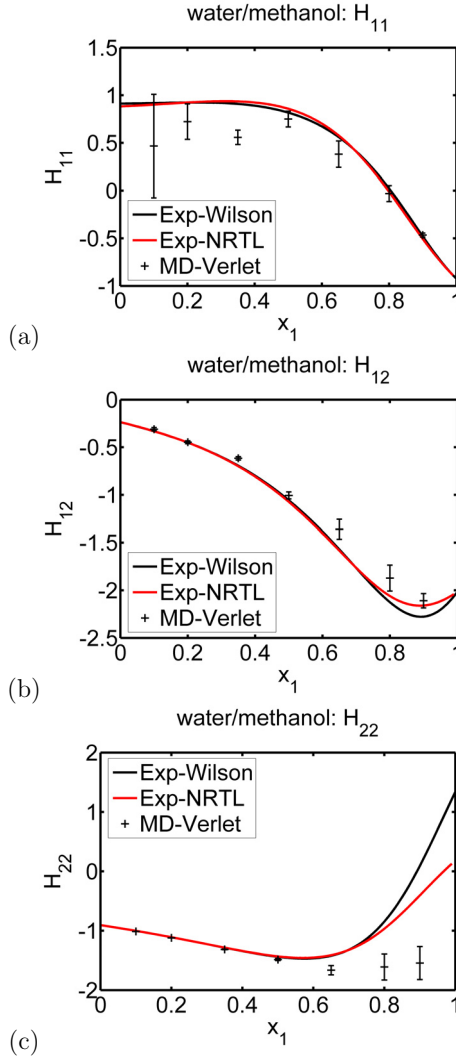 water/methanol: H11
1.5
1
0.5
0
-0.5
-1
H11
Exp-Wilson
Exp-NRTL
MD-Verlet
0 0.2 0.4 0.6 0.8 1
x1
(a)
water/methanol: H12
0
-0.5
-1
-1.5
-2
-2.5
H12
Exp-Wilson
Exp-NRTL
MD-Verlet
0 0.2 0.4 0.6 0.8 1
x1
(b)
water/methanol: H22
2
1
0
-1
-2
H22
Exp-Wilson
Exp-NRTL
MD-Verlet
0 0.2 0.4 0.6 0.8 1
x1
(c)